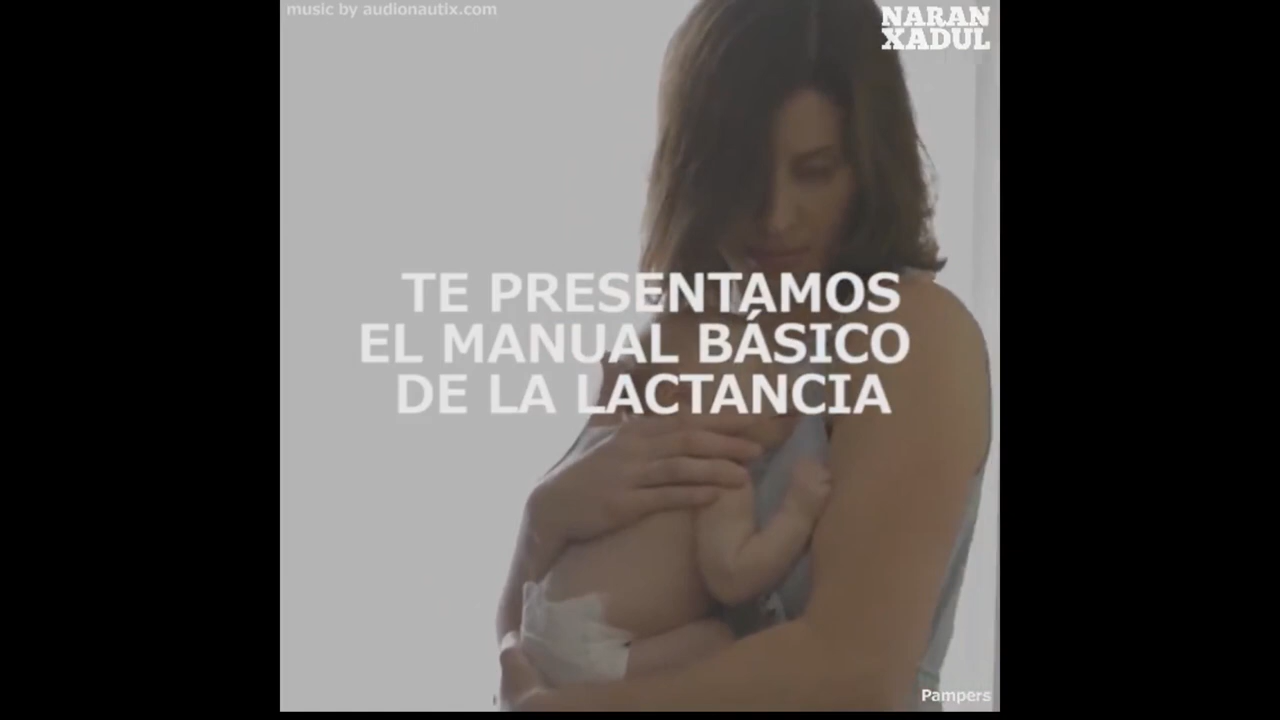 music by audionautix.com
NARAN
XADUL
TE PRESENTAMOS
EL MANUAL BÁSICO
DE LA LACTANCIA
Pampers